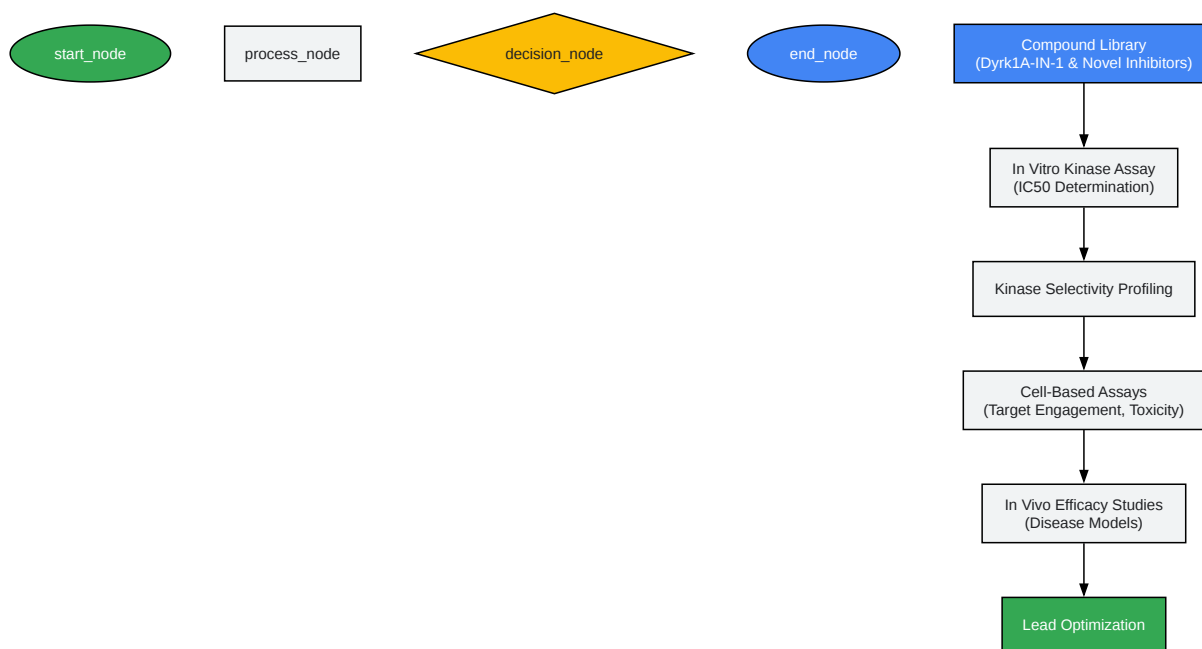 start_node
process_node
decision_node
end_node
Compound Library
(Dyrk1A-IN-1 & Novel Inhibitors)
In Vitro Kinase Assay
(IC50 Determination)
Kinase Selectivity Profiling
Cell-Based Assays
(Target Engagement, Toxicity)
In Vivo Efficacy Studies
(Disease Models)
Lead Optimization